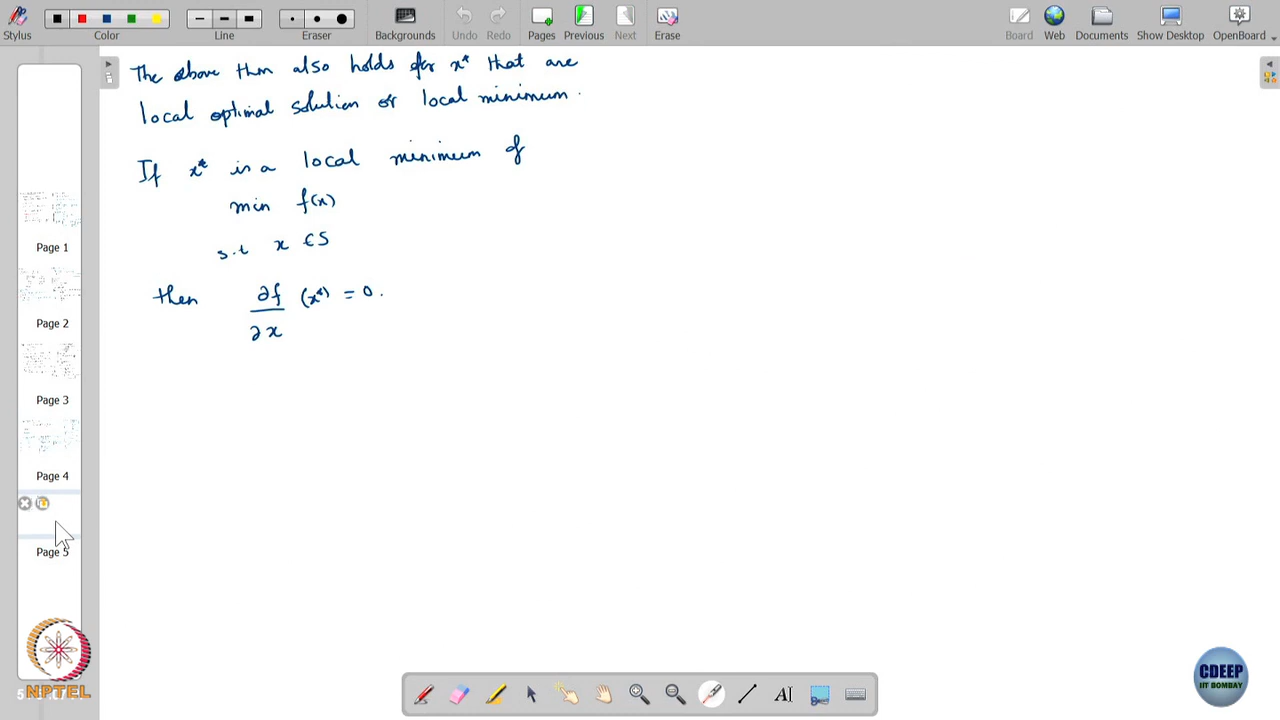 Stylus
Color
Line
Eraser
Backgrounds
Undo
Redo
Pages
Previous
Next
Erase
Board
Web
Documents
Show Desktop
OpenBoard
Page 1
Page 2
Page 3
Page 4
Page 5
The above thm also holds for x* that are
local optimal solution or local minimum.
If x* is a local minimum of
min f(x)
s.t x ∈ S
then ∂f/∂x (x*) = 0.
NPTEL
CDEEP
IIT BOMBAY